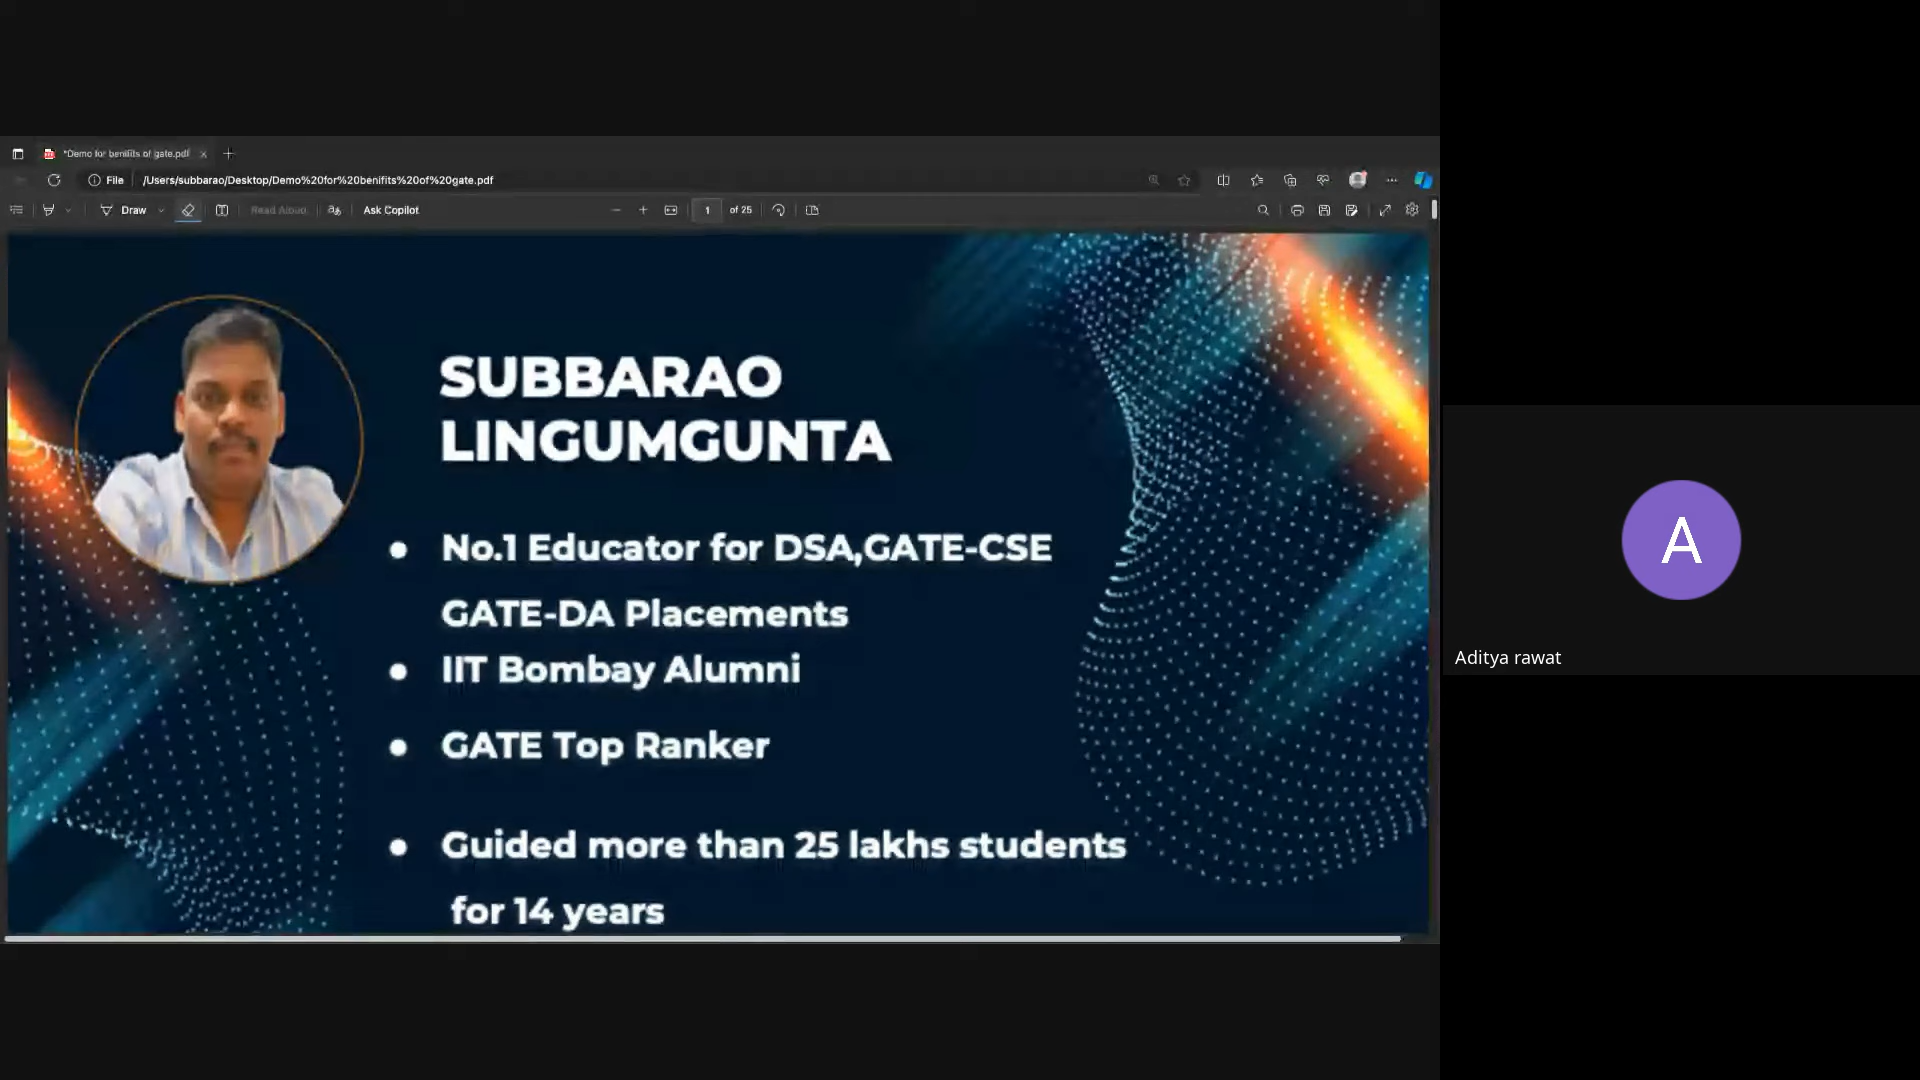 *Demo for benifits of gate.pdf
File
/Users/subbarao/Desktop/Demo%20for%20benifits%20of%20gate.pdf
Draw
Read Aloud
Ask Copilot
1
of 25
SUBBARAO
LINGUMGUNTA
• No.1 Educator for DSA,GATE-CSE
GATE-DA Placements
• IIT Bombay Alumni
• GATE Top Ranker
• Guided more than 25 lakhs students
for 14 years
A
Aditya rawat